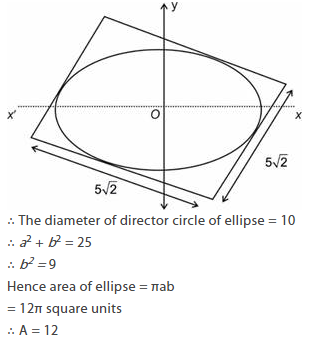 y
x'
O
x
5√2
5√2
∴ The diameter of director circle of ellipse = 10
∴ a² + b² = 25
∴ b² =9
Hence area of ellipse = πab
= 12π square units
∴ A = 12